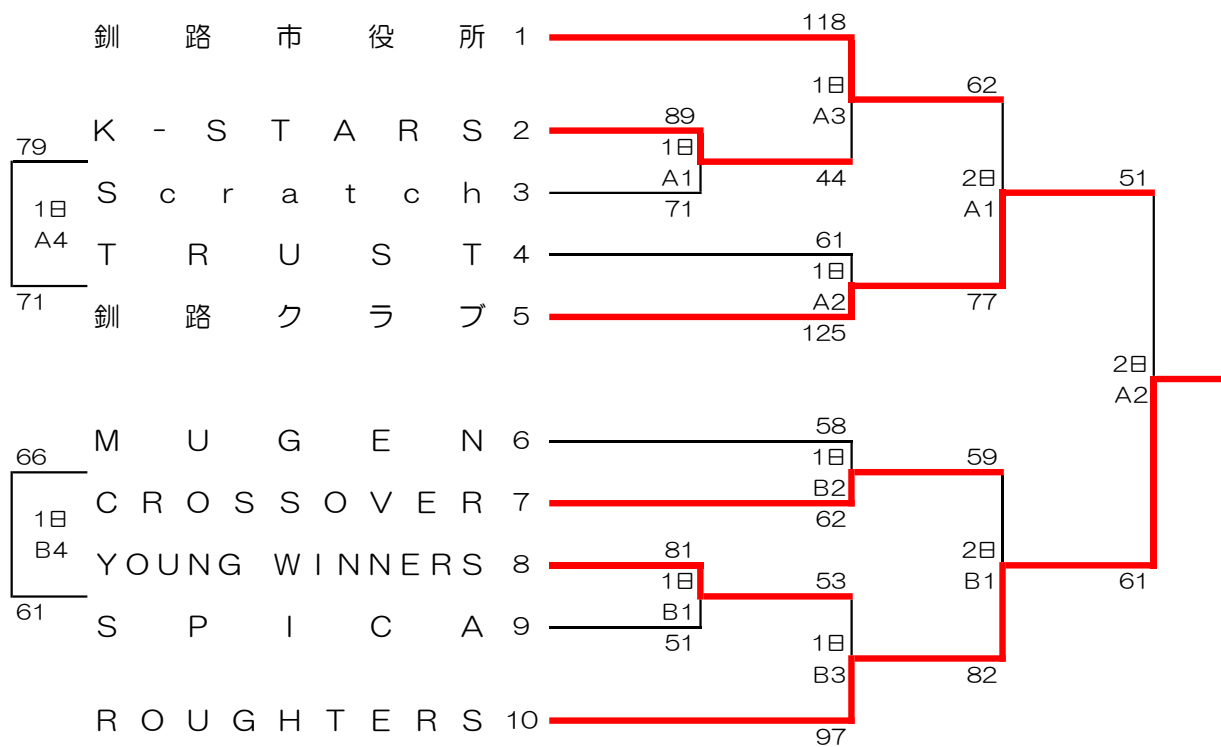 118
釧路市役所 1
1日 62
A3
K-STARS 2 89
79 1日
A1 44 2日 51
Scratch 3 71 A1
1日
A4
TRUST 4 61
1日
71 A2 77
釧路クラブ 5 125
2日
A2
MUGEN 6 58
66 1日 59
B2
CROSSOVER 7 62
1日
B4 81 2日
YOUNG WINNERS 8 1日 53 B1 61
61 B1
SPICA 9 51 1日
B3 82
ROUGHTERS 10 97